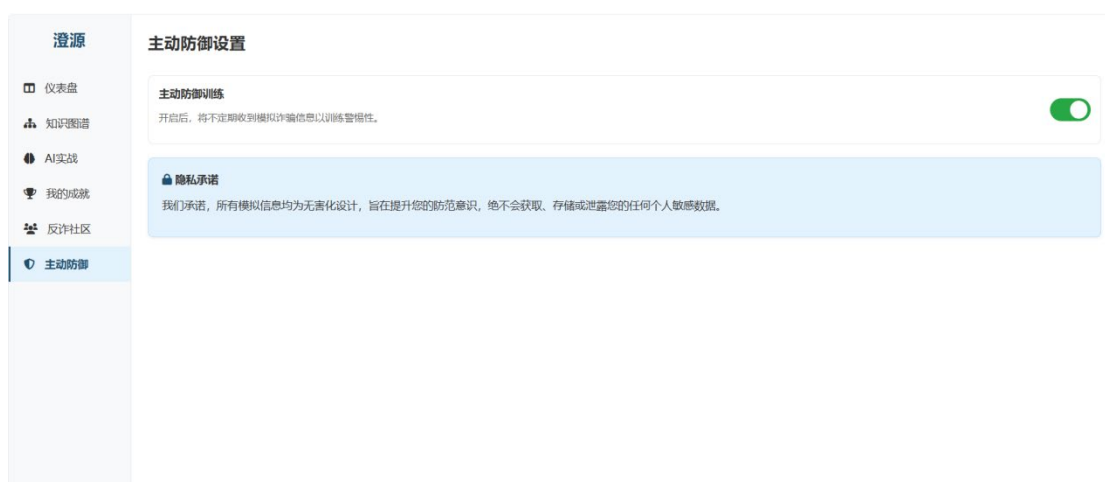 澄源
仪表盘
知识图谱
AI实战
我的成就
反诈社区
主动防御
主动防御设置
主动防御训练
开启后，将不定期收到模拟诈骗信息以训练警惕性。
隐私承诺
我们承诺，所有模拟信息均为无害化设计，旨在提升您的防范意识，绝不会获取、存储或泄露您的任何个人敏感数据。